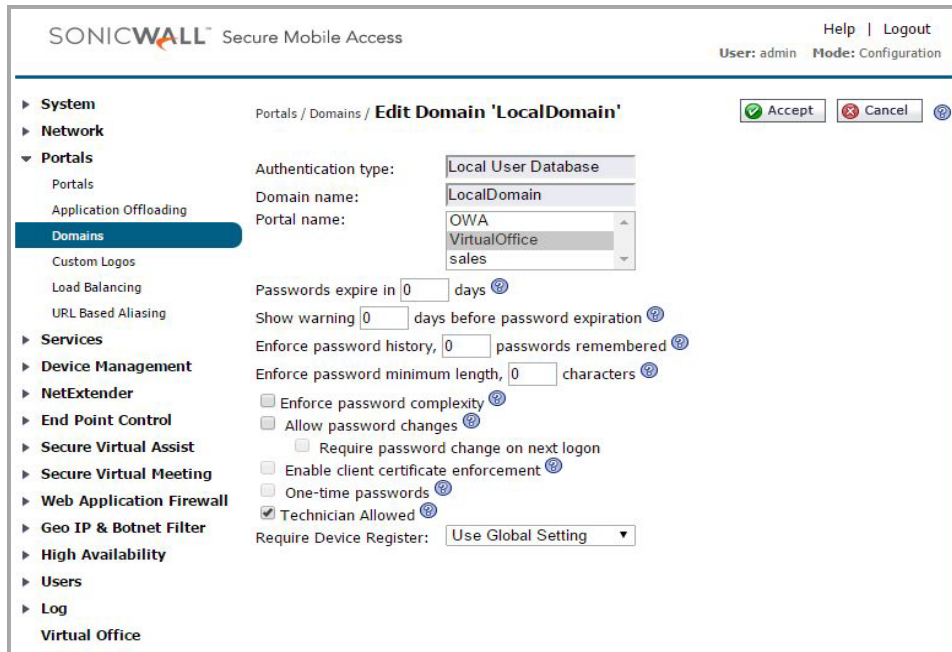 SONICWALL™ Secure Mobile Access
Help | Logout
User: admin Mode: Configuration
System
Network
Portals
Portals
Application Offloading
Domains
Custom Logos
Load Balancing
URL Based Aliasing
Services
Device Management
NetExtender
End Point Control
Secure Virtual Assist
Secure Virtual Meeting
Web Application Firewall
Geo IP & Botnet Filter
High Availability
Users
Log
Virtual Office
Portals / Domains / Edit Domain 'LocalDomain'
Accept Cancel ?
Authentication type: Local User Database
Domain name: LocalDomain
Portal name: OWA
VirtualOffice
sales
Passwords expire in 0 days ?
Show warning 0 days before password expiration ?
Enforce password history, 0 passwords remembered ?
Enforce password minimum length, 0 characters ?
Enforce password complexity ?
Allow password changes ?
Require password change on next logon
Enable client certificate enforcement ?
One-time passwords ?
Technician Allowed ?
Require Device Register: Use Global Setting